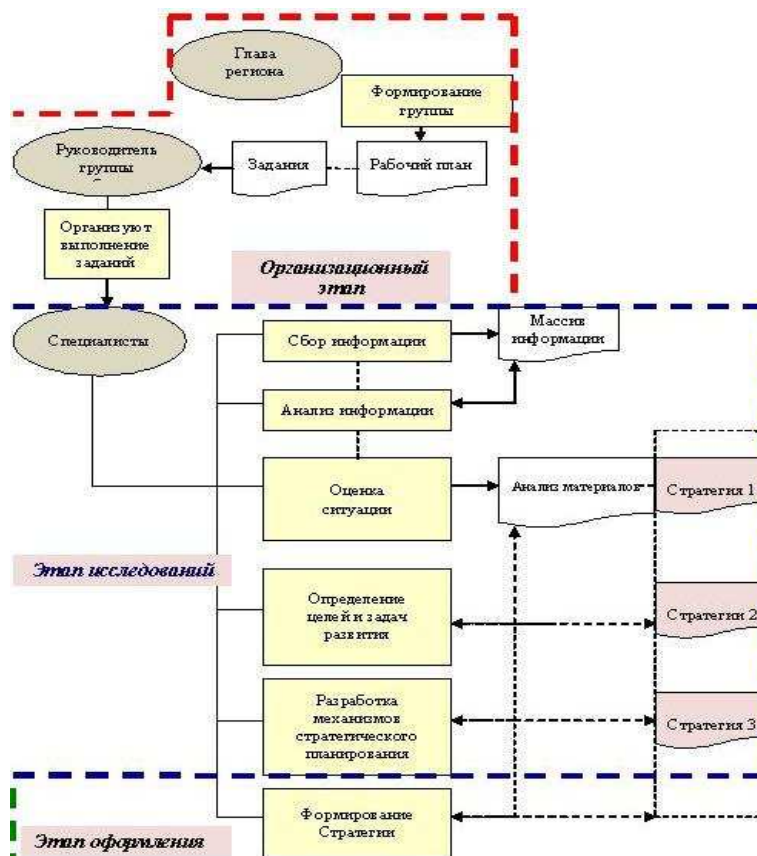 Глава
региона
Формирование
группы
Руководитель
группы
Задания
Рабочий план
Организуют
выполнение
заданий
Организационный
этап
Специалисты
Сбор информации
Массив
информации
Анализ информации
Оценка
ситуации
Анализ материалов
Стратегия 1
Этап исследований
Определение
целей и задач
развития
Стратегии 2
Разработка
механизмов
стратегического
планирования
Стратегия 3
Формирование
Стратегии
Этап оформления